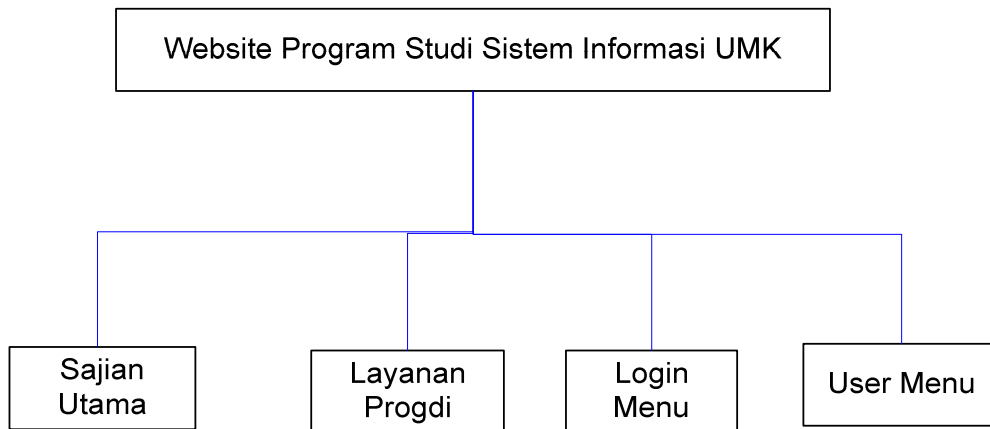 Website Program Studi Sistem Informasi UMK
Sajian
Utama
Layanan
Progdi
Login
Menu
User Menu